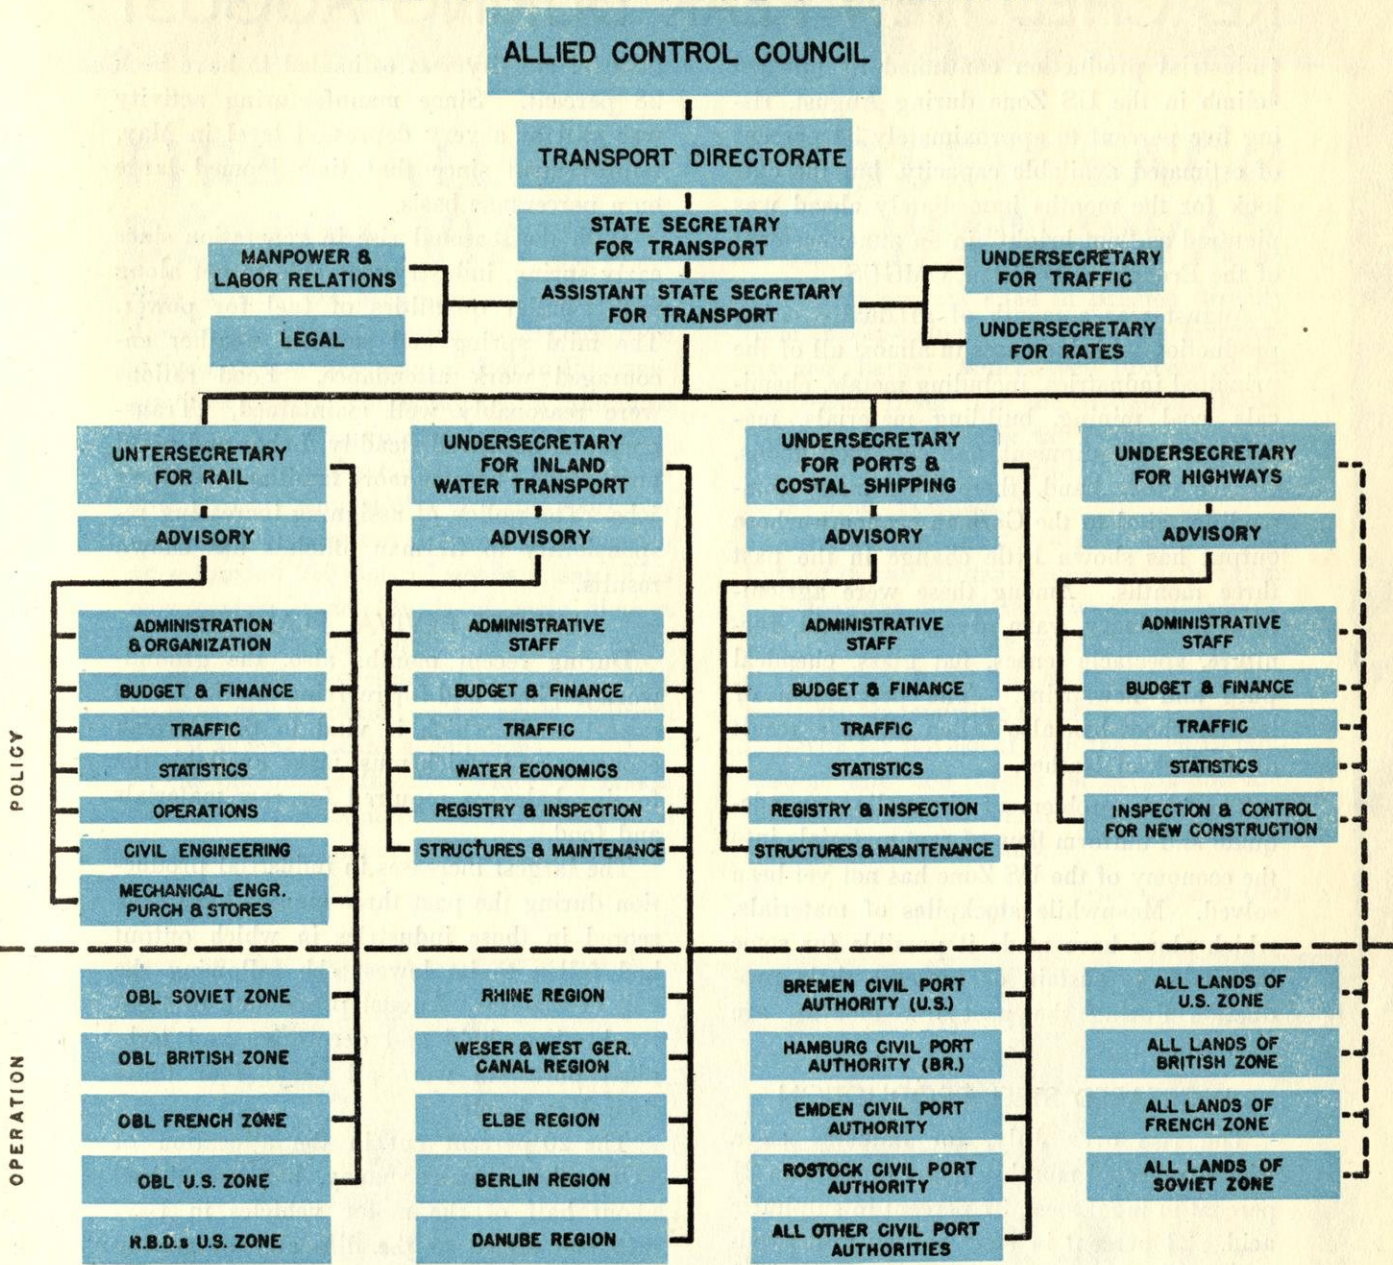 ALLIED CONTROL COUNCIL
TRANSPORT DIRECTORATE
STATE SECRETARY
FOR TRANSPORT
MANPOWER &
LABOR RELATIONS
LEGAL
ASSISTANT STATE SECRETARY
FOR TRANSPORT
UNDERSECRETARY
FOR TRAFFIC
UNDERSECRETARY
FOR RATES
UNTERSECRETARY
FOR RAIL
ADVISORY
UNDERSECRETARY
FOR INLAND
WATER TRANSPORT
ADVISORY
UNDERSECRETARY
FOR PORTS &
COSTAL SHIPPING
ADVISORY
UNDERSECRETARY
FOR HIGHWAYS
ADVISORY
POLICY
ADMINISTRATION
& ORGANIZATION
BUDGET & FINANCE
TRAFFIC
STATISTICS
OPERATIONS
CIVIL ENGINEERING
MECHANICAL ENGR.
PURCH & STORES
ADMINISTRATIVE
STAFF
BUDGET & FINANCE
TRAFFIC
WATER ECONOMICS
REGISTRY & INSPECTION
STRUCTURES & MAINTENANCE
ADMINISTRATIVE
STAFF
BUDGET & FINANCE
TRAFFIC
STATISTICS
REGISTRY & INSPECTION
STRUCTURES & MAINTENANCE
ADMINISTRATIVE
STAFF
BUDGET & FINANCE
TRAFFIC
STATISTICS
INSPECTION & CONTROL
FOR NEW CONSTRUCTION
OPERATION
OBL SOVIET ZONE
OBL BRITISH ZONE
OBL FRENCH ZONE
OBL U.S. ZONE
R.B.D.s U.S. ZONE
RHINE REGION
WESER & WEST GER.
CANAL REGION
ELBE REGION
BERLIN REGION
DANUBE REGION
BREMEN CIVIL PORT
AUTHORITY (U.S.)
HAMBURG CIVIL PORT
AUTHORITY (BR.)
EMDEN CIVIL PORT
AUTHORITY
ROSTOCK CIVIL PORT
AUTHORITY
ALL OTHER CIVIL PORT
AUTHORITIES
ALL LANDS OF
U.S. ZONE
ALL LANDS OF
BRITISH ZONE
ALL LANDS OF
FRENCH ZONE
ALL LANDS OF
SOVIET ZONE